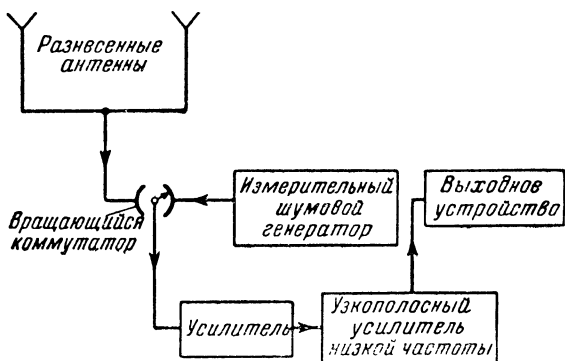 Разнесенные
антенны
Измерительный
шумовой
генератор
Выходное
устройство
Вращающийся
коммутатор
Усилитель
Узкополосный
усилитель
низкой частоты